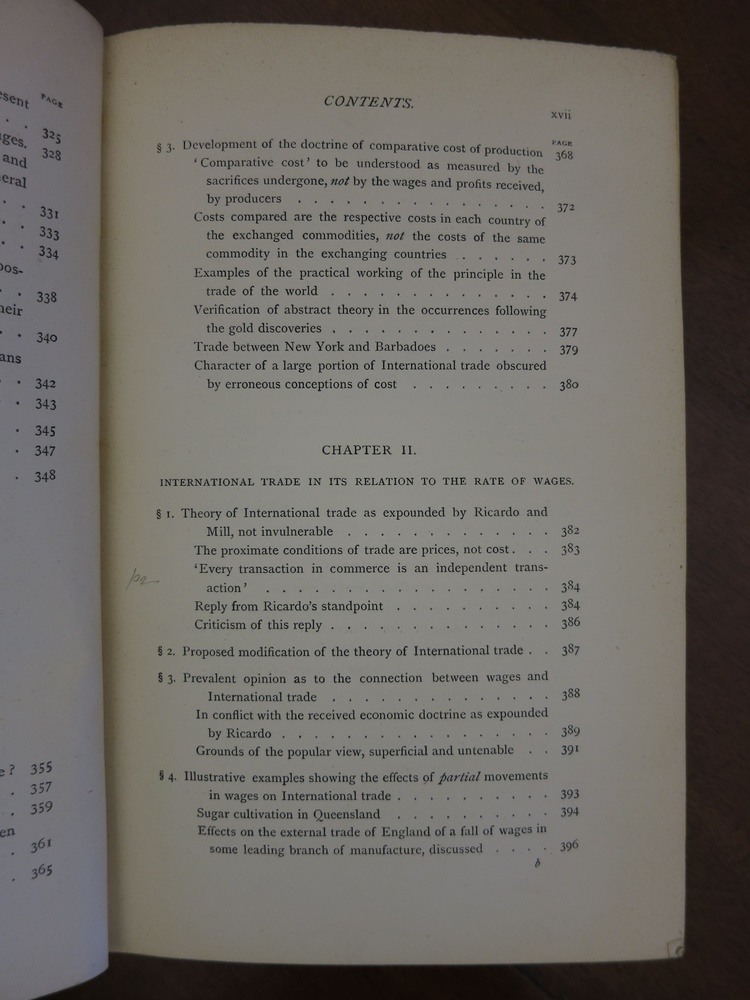 esent PAGE
325
ges. 328
and
eral
331
333
334
pos-
338
heir
340
ans
342
343
345
347
348
e? 355
357
359
en
361
365
CONTENTS.
xvii
PAGE
§ 3. Development of the doctrine of comparative cost of production 368
'Comparative cost' to be understood as measured by the
sacrifices undergone, not by the wages and profits received,
by producers . . . . . . . . . . . . . . . 372
Costs compared are the respective costs in each country of
the exchanged commodities, not the costs of the same
commodity in the exchanging countries . . . . . . 373
Examples of the practical working of the principle in the
trade of the world . . . . . . . . . . . . . 374
Verification of abstract theory in the occurrences following
the gold discoveries . . . . . . . . . . . . . 377
Trade between New York and Barbadoes . . . . . . . 379
Character of a large portion of International trade obscured
by erroneous conceptions of cost . . . . . . . . . 380
CHAPTER II.
INTERNATIONAL TRADE IN ITS RELATION TO THE RATE OF WAGES.
§ 1. Theory of International trade as expounded by Ricardo and
Mill, not invulnerable . . . . . . . . . . . . 382
The proximate conditions of trade are prices, not cost . . . 383
'Every transaction in commerce is an independent trans-
action' . . . . . . . . . . . . . . . . . 384
Reply from Ricardo's standpoint . . . . . . . . . 384
Criticism of this reply . . . . . . . . . . . . . 386
§ 2. Proposed modification of the theory of International trade . . 387
§ 3. Prevalent opinion as to the connection between wages and
International trade . . . . . . . . . . . . . . 388
In conflict with the received economic doctrine as expounded
by Ricardo . . . . . . . . . . . . . . . . 389
Grounds of the popular view, superficial and untenable . . 391
§ 4. Illustrative examples showing the effects of partial movements
in wages on International trade . . . . . . . . . . 393
Sugar cultivation in Queensland . . . . . . . . . . 394
Effects on the external trade of England of a fall of wages in
some leading branch of manufacture, discussed . . . . 396
b